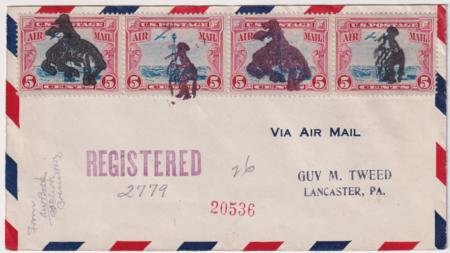 U.S. POSTAGE U.S. POSTAGE U.S. POSTAGE U.S. POSTAGE
AIR MAIL AIR MAIL AIR MAIL AIR MAIL
5 CENTS 5 5 CENTS 5 5 CENTS 5 5 CENTS 5
VIA AIR MAIL
REGISTERED
2779
26
GUY M. TWEED
LANCASTER, PA.
20536
From